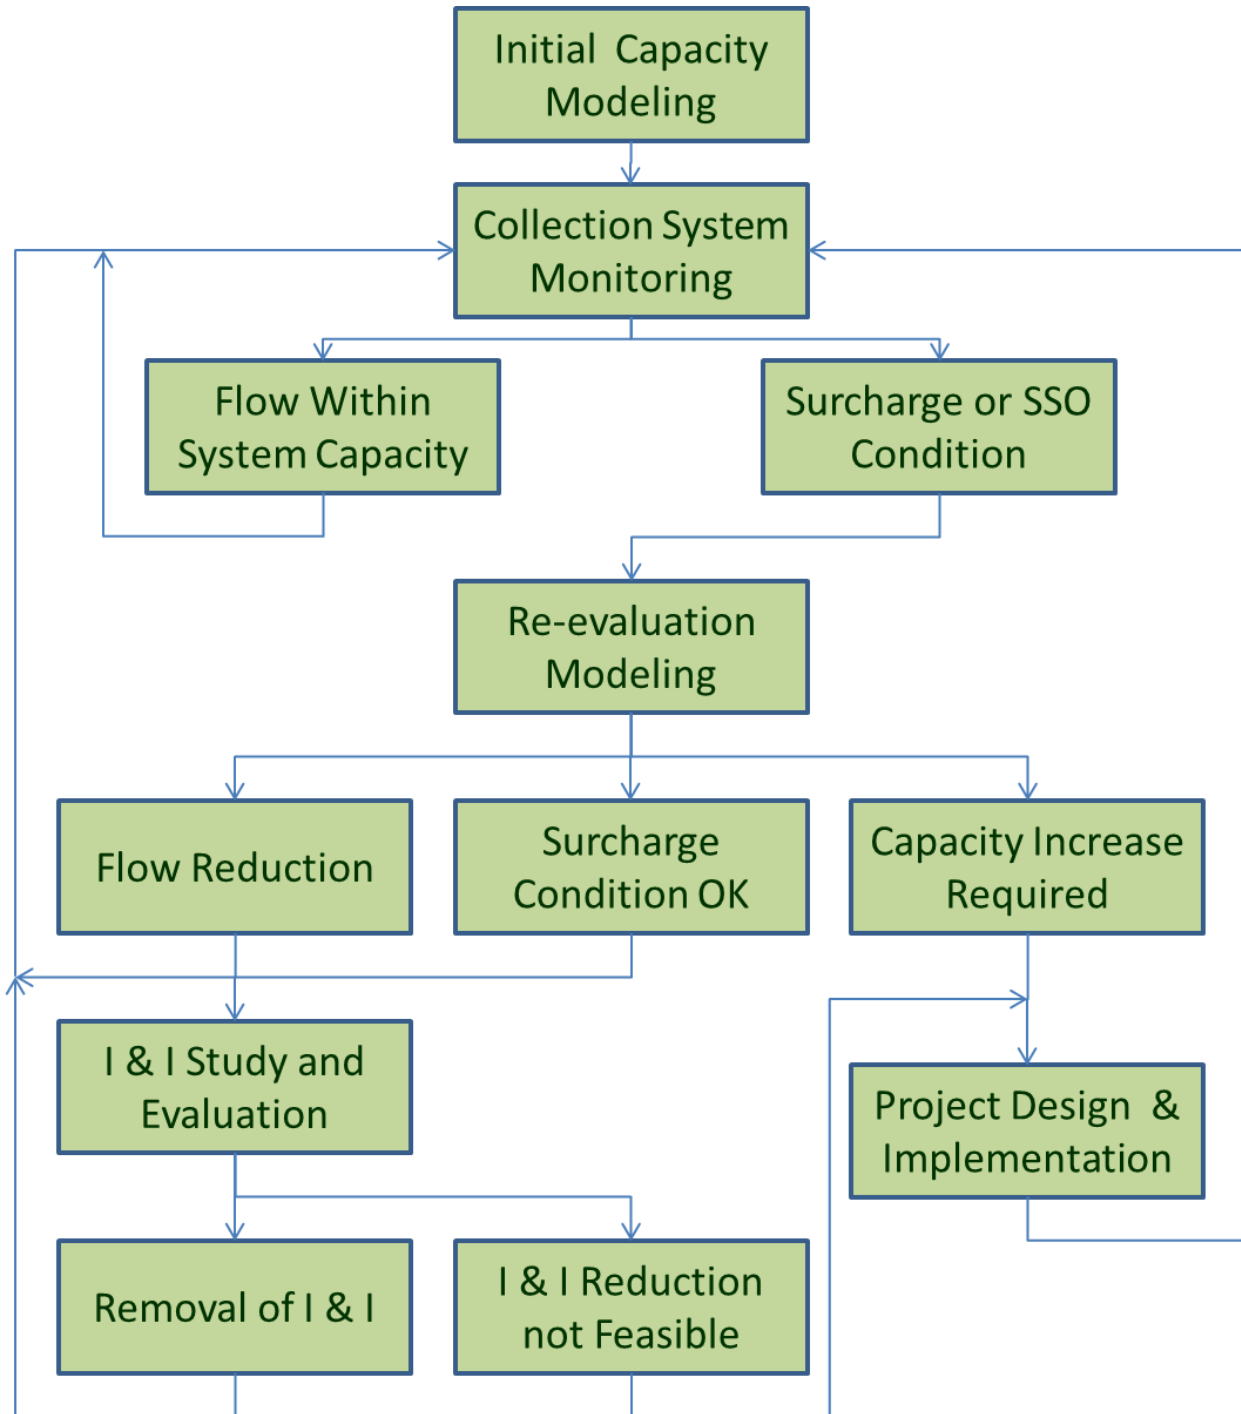 Initial  Capacity
Modeling
Collection System
Monitoring
Flow Within
System Capacity
Surcharge or SSO
Condition
Re-evaluation
Modeling
Flow Reduction
Surcharge
Condition OK
Capacity Increase
Required
I & I Study and
Evaluation
Project Design  &
Implementation
Removal of I & I
I & I Reduction
not Feasible